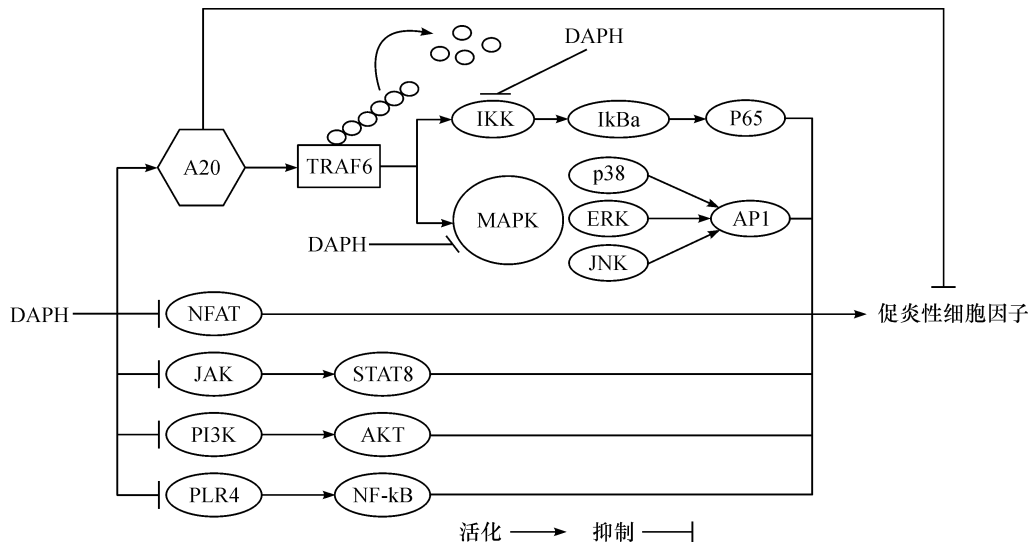 DAPH
A20
TRAF6
IKK
IkBa
P65
p38
MAPK
ERK
AP1
DAPH
JNK
DAPH
NFAT
促炎性细胞因子
JAK
STAT8
PI3K
AKT
PLR4
NF-kB
活化
抑制